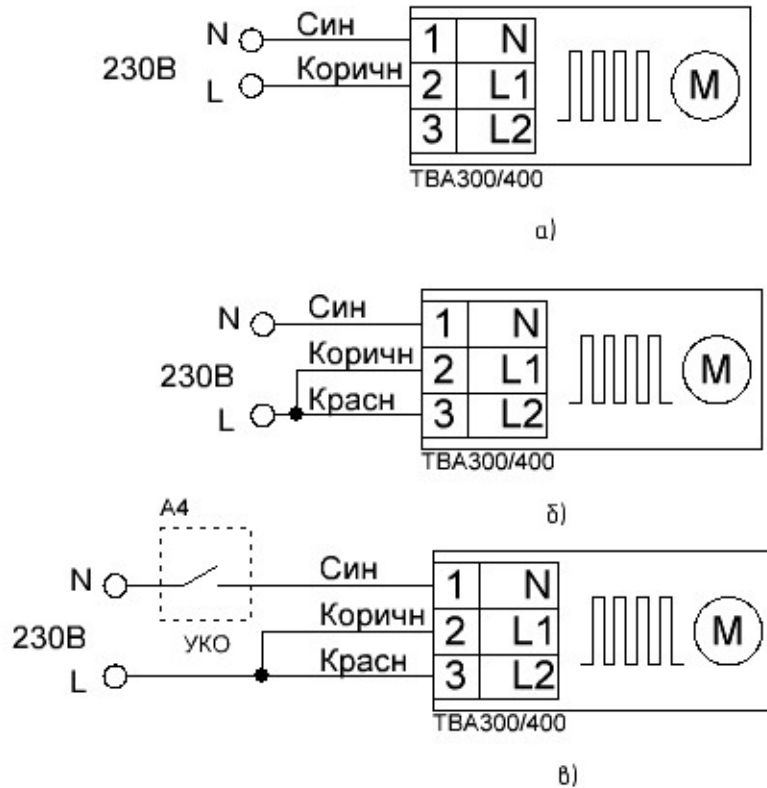 N Син 1 N
230В
L Коричн 2 L1
3 L2
М
ТВА300/400
а)
N Син 1 N
Коричн 2 L1
230В
L Красн 3 L2
М
ТВА300/400
б)
А4
N Син 1 N
Коричн 2 L1
230В
УКО
L Красн 3 L2
М
ТВА300/400
в)